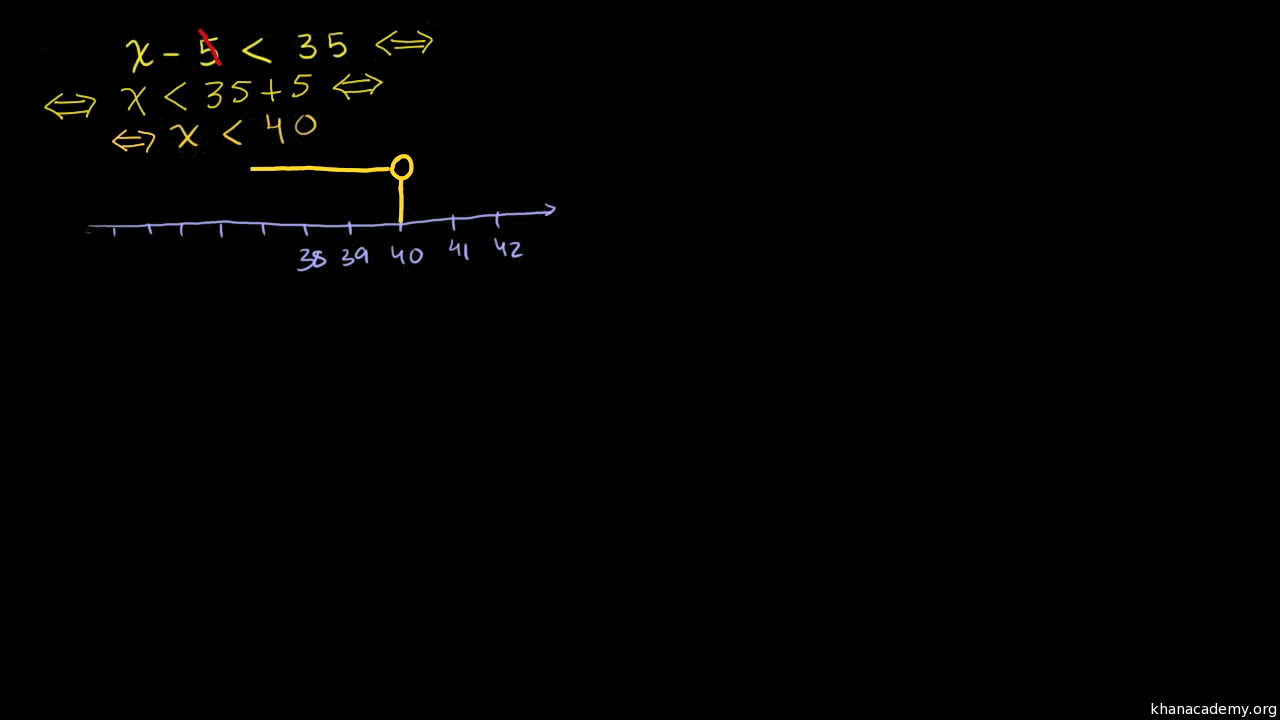 x - 5 < 35 ⟺
⟺ x < 35 + 5 ⟺
⟺ x < 40
38 39 40 41 42
khanacademy.org